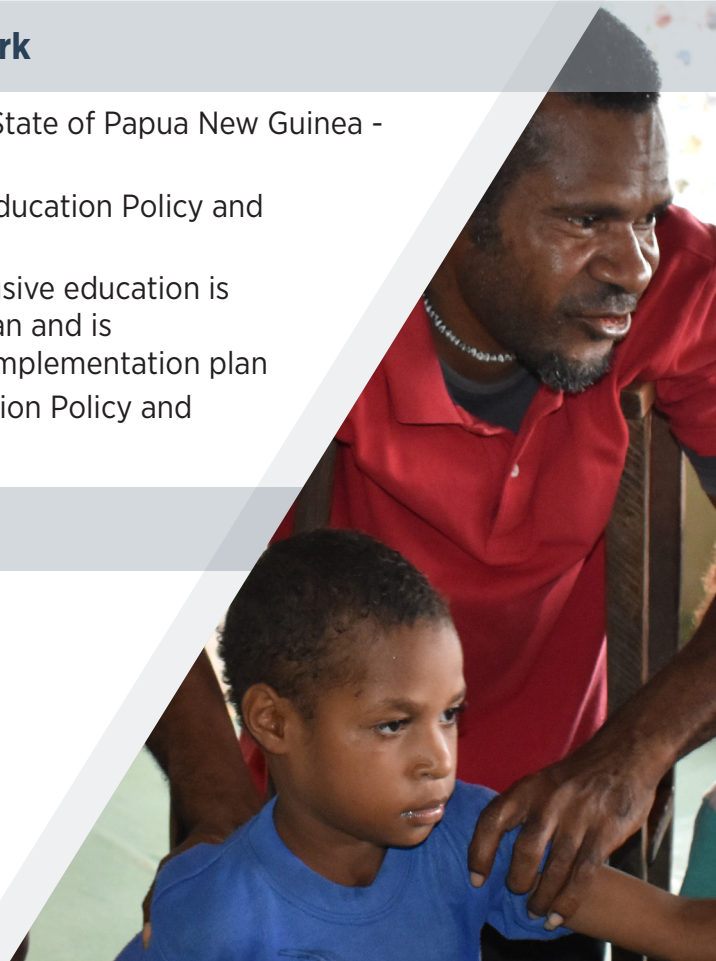 rk
State of Papua New Guinea -
ducation Policy and
usive education is
an and is
mplementation plan
ion Policy and